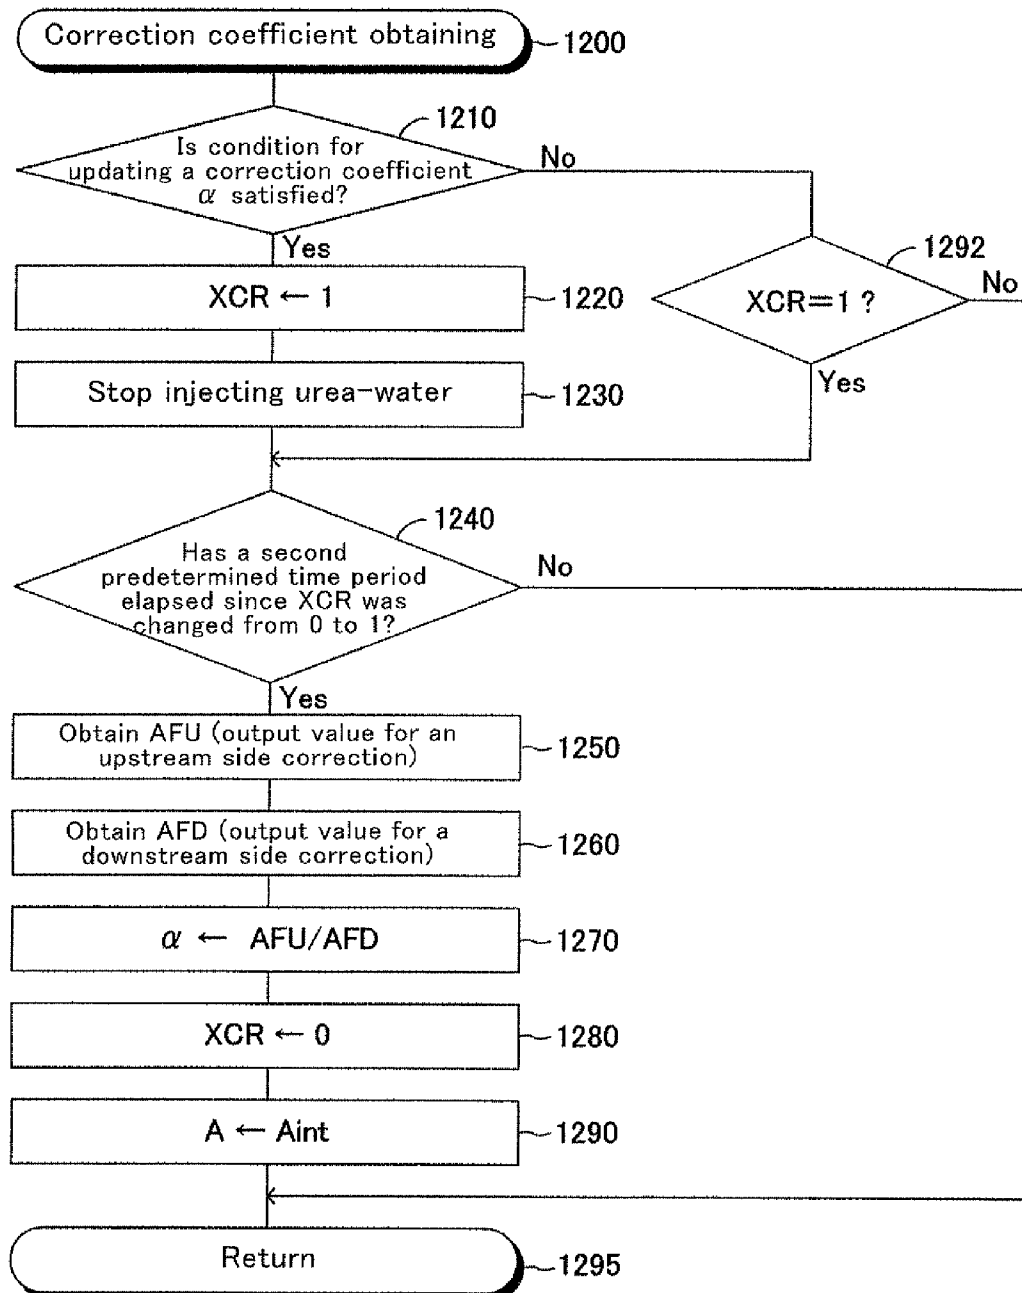 Correction coefficient obtaining
1200
1210
Is condition for
updating a correction coefficient
α satisfied?
No
Yes
1292
XCR=1 ?
No
Yes
XCR ← 1
1220
Stop injecting urea-water
1230
1240
Has a second
predetermined time period
elapsed since XCR was
changed from 0 to 1?
No
Yes
Obtain AFU (output value for an
upstream side correction)
1250
Obtain AFD (output value for a
downstream side correction)
1260
α ← AFU/AFD
1270
XCR ← 0
1280
A ← Aint
1290
Return
1295